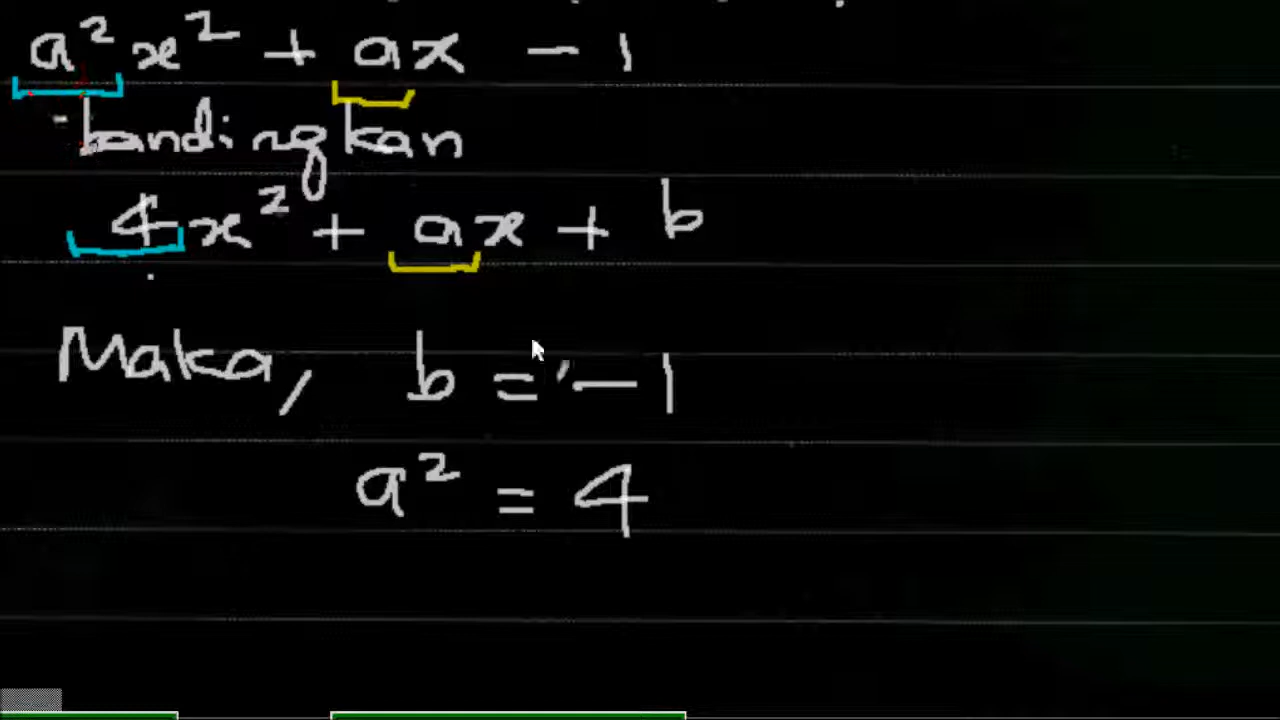 a²x² + ax - 1
bandingkan
4x² + ax + b
Maka, b = -1
a² = 4